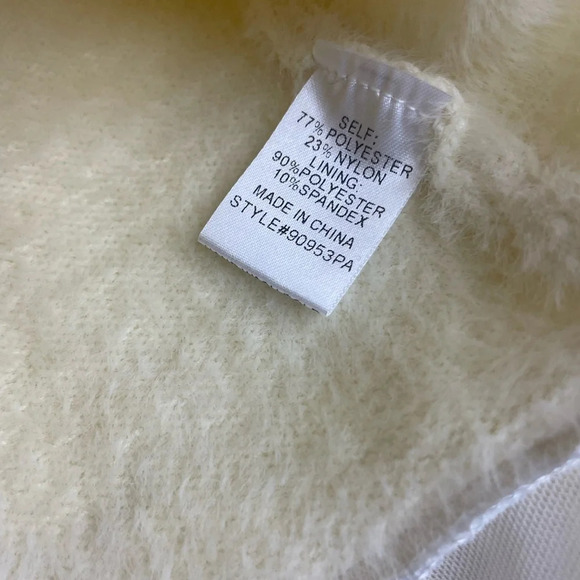 SELF:
77% POLYESTER
23% NYLON
LINING:
90%POLYESTER
10%SPANDEX
MADE IN CHINA
STYLE#90953PA